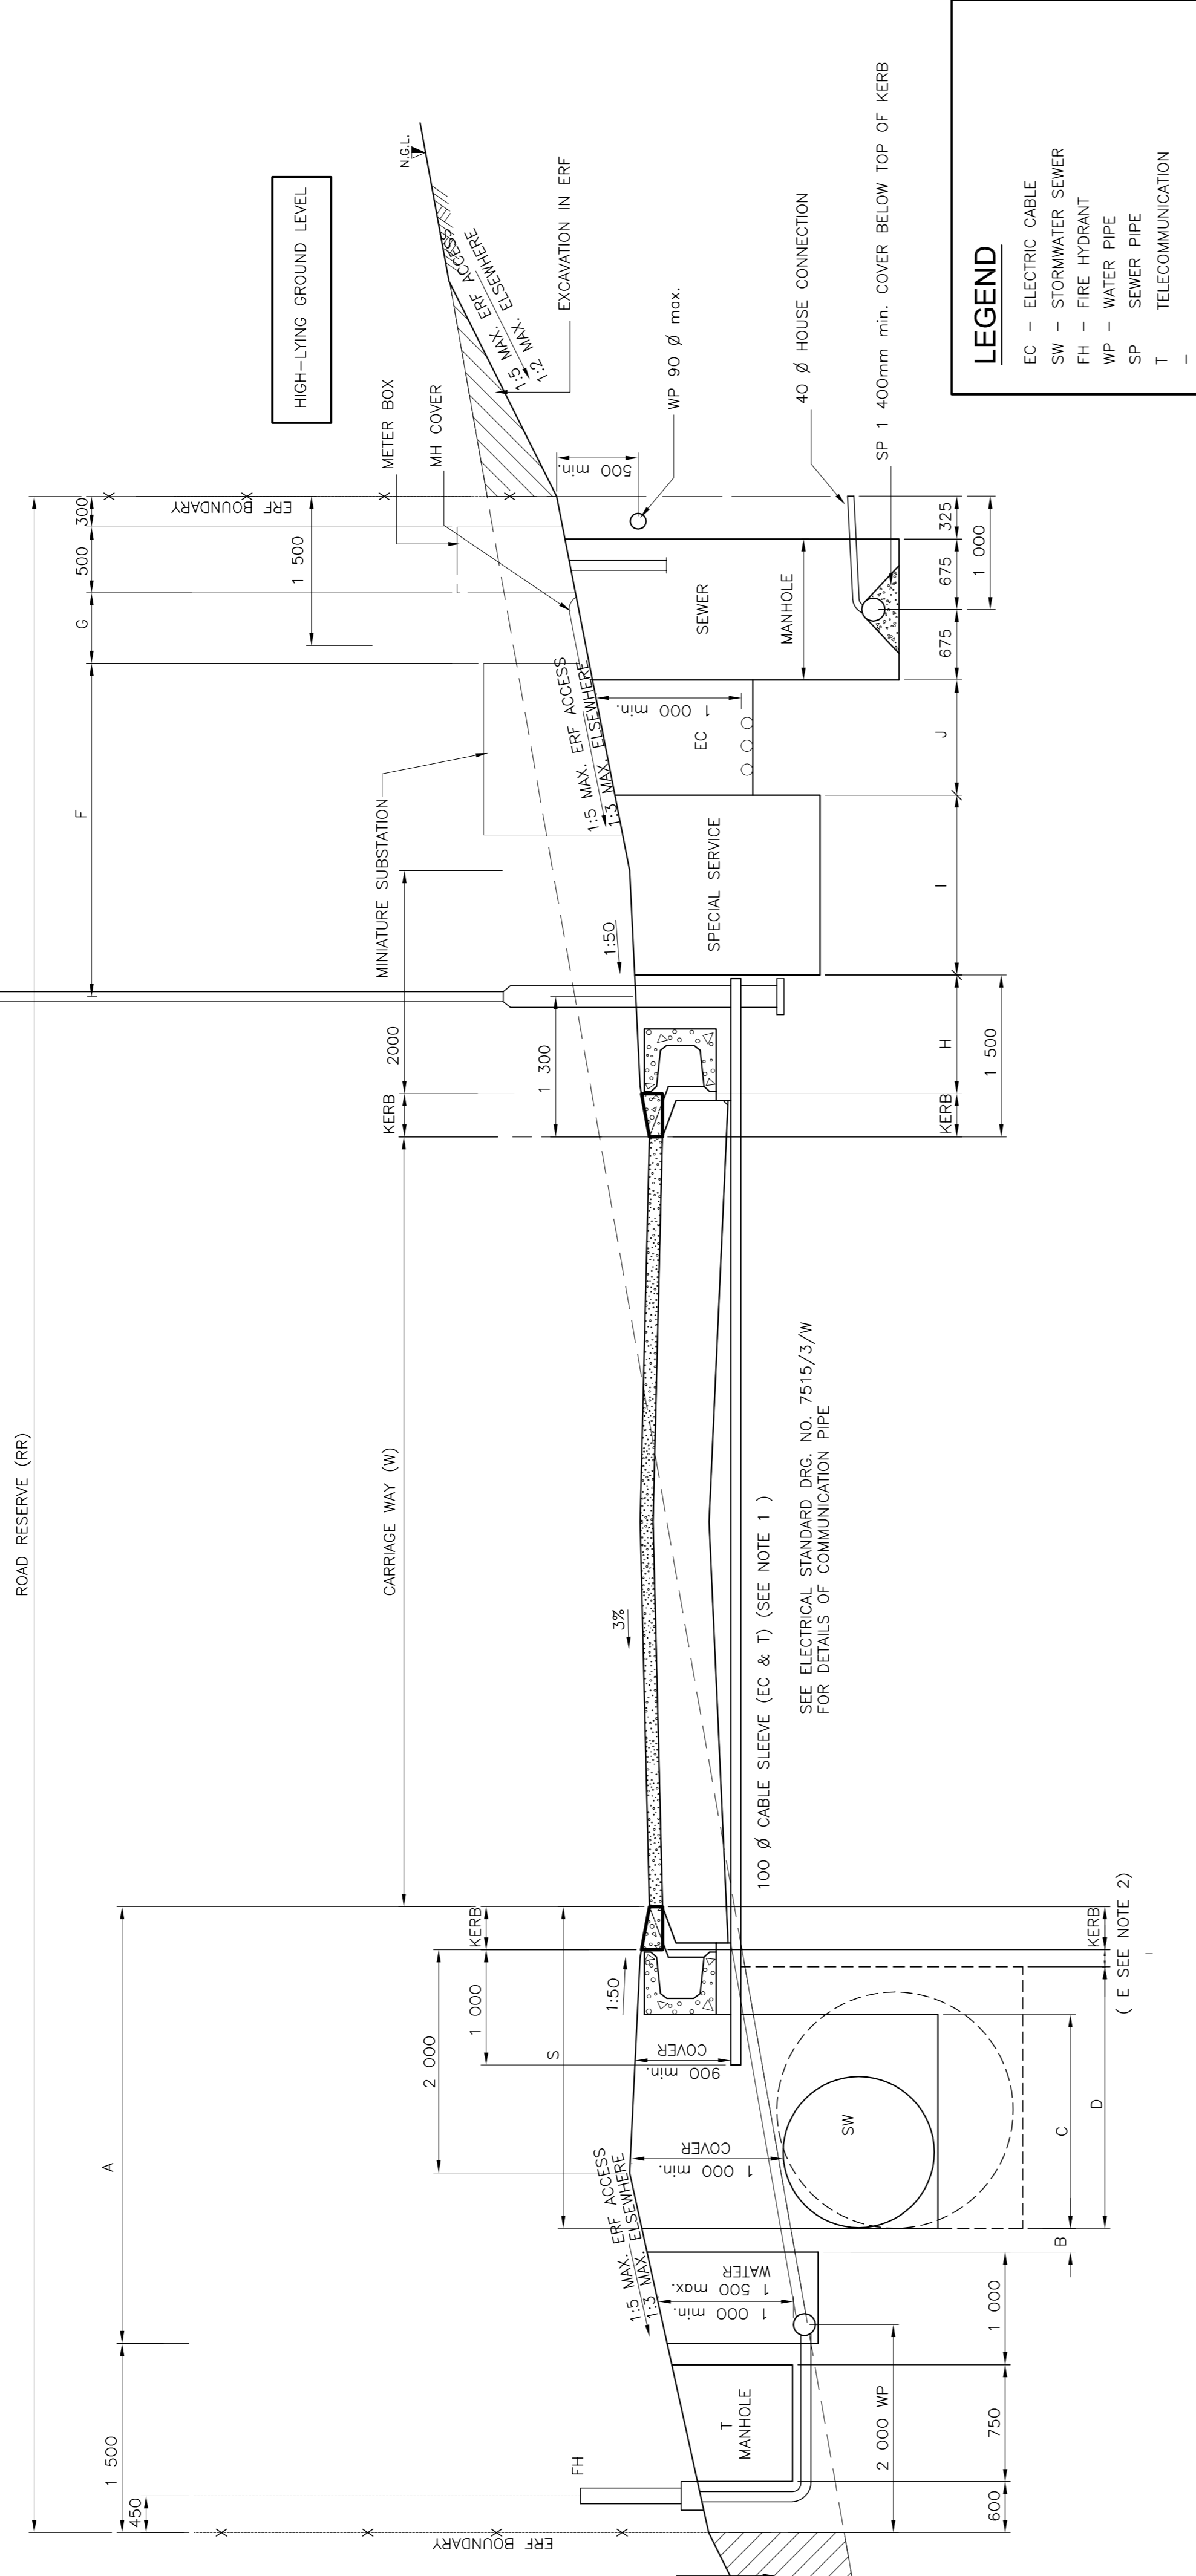 ROAD RESERVE (RR)
450
1 500
A
300
500
G
F
1 500
ERF BOUNDARY
ERF BOUNDARY
HIGH-LYING GROUND LEVEL
N.G.L.
METER BOX
MH COVER
MINIATURE SUBSTATION
1:5 MAX. ERF ACCESS
1:2 MAX. ELSEWHERE
EXCAVATION IN ERF
CARRIAGE WAY (W)
KERB
2000
1 300
KERB
1 000
2 000
S
FH
1:5 MAX. ERF ACCESS
1:3 MAX. ELSEWHERE
1:50
3%
1:50
1:5 MAX. ERF ACCESS
1:3 MAX. ELSEWHERE
500
min.
WP 90 Ø max.
T
MANHOLE
WATER
1 500 max.
1 000 min.
COVER
1 000 min.
COVER
900 min.
SW
SPECIAL SERVICE
EC
1 000
min.
SEWER
MANHOLE
40 Ø HOUSE CONNECTION
SP 1 400mm min. COVER BELOW TOP OF KERB
100 Ø CABLE SLEEVE (EC & T) (SEE NOTE 1 )
SEE ELECTRICAL STANDARD DRG. NO. 7515/3/W
FOR DETAILS OF COMMUNICATION PIPE
2 000 WP
600
750
1 000
B
C
D
KERB
( E SEE NOTE 2)
KERB
H
I
J
675
675
325
1 500
1 000
LEGEND
EC – ELECTRIC CABLE
SW – STORMWATER SEWER
FH – FIRE HYDRANT
WP – WATER PIPE
SP SEWER PIPE
T TELECOMMUNICATION
–